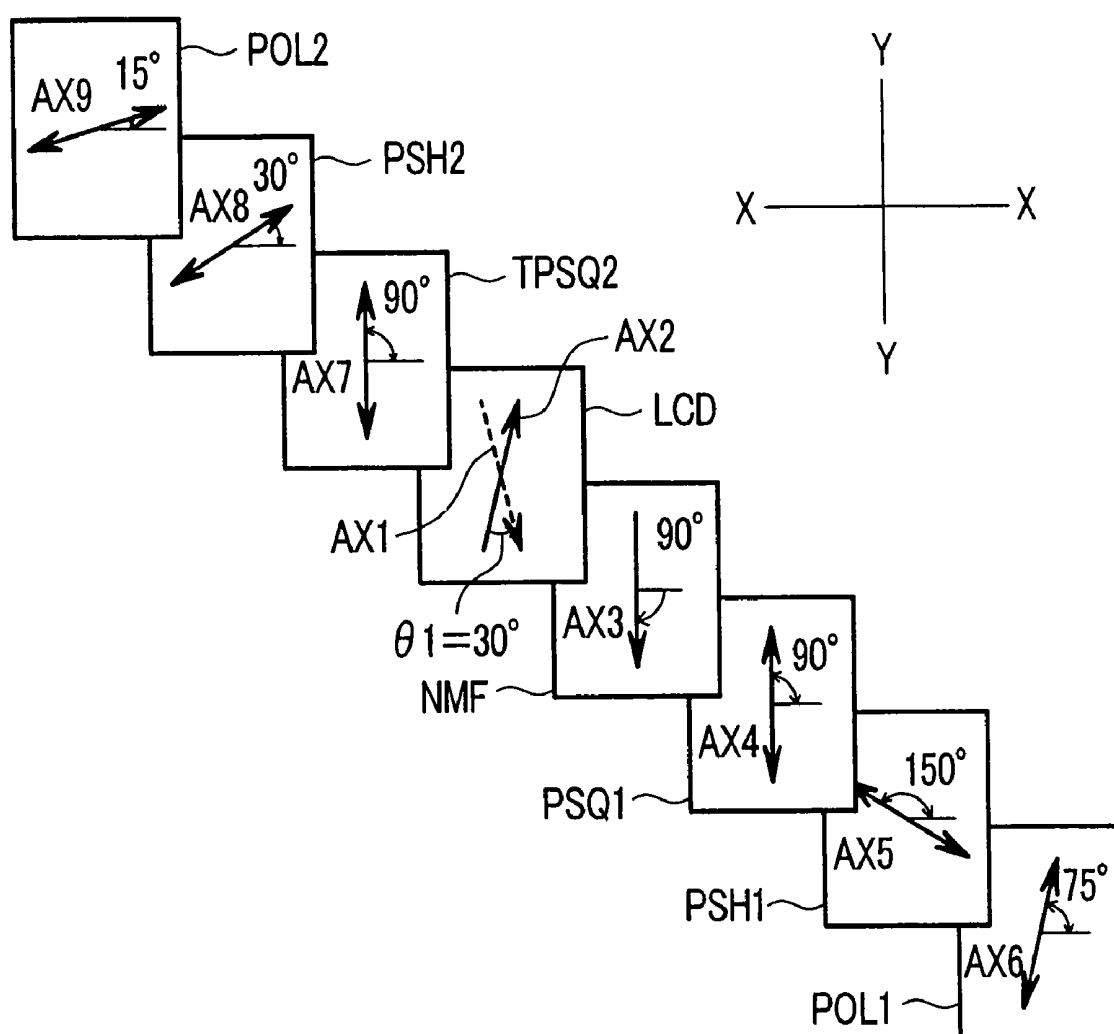 POL2
15°
AX9
Y
PSH2
30°
AX8
X
X
TPSQ2
90°
AX7
AX2
Y
LCD
AX1
90°
θ1=30°
AX3
NMF
90°
AX4
PSQ1
150°
AX5
PSH1
75°
AX6
POL1